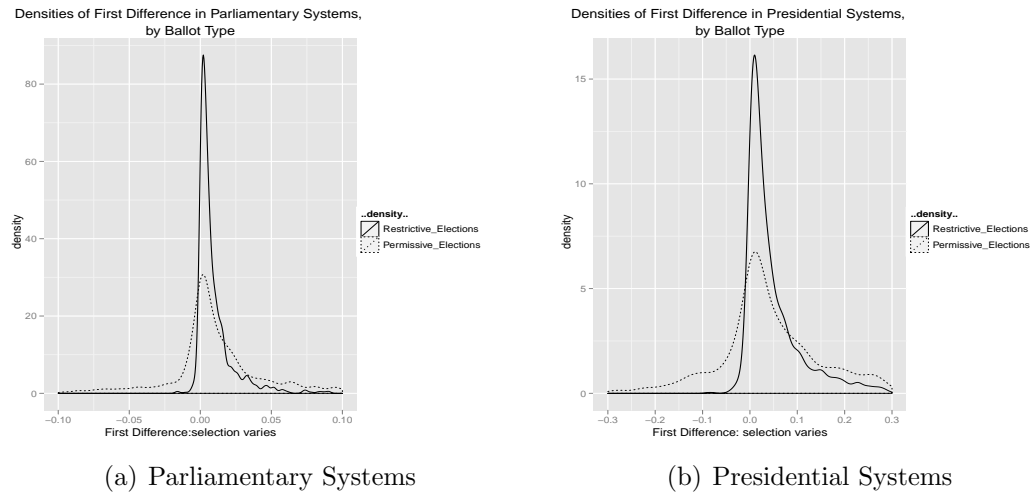 Densities of First Difference in Parliamentary Systems,
by Ballot Type
80
60
40
20
0
density
−0.10
−0.05
0.00
0.05
0.10
First Difference:selection varies
..density..
Restrictive_Elections
Permissive_Elections
(a) Parliamentary Systems
Densities of First Difference in Presidential Systems,
by Ballot Type
15
10
5
0
density
−0.3
−0.2
−0.1
0.0
0.1
0.2
0.3
First Difference: selection varies
..density..
Restrictive_Elections
Permissive_Elections
(b) Presidential Systems